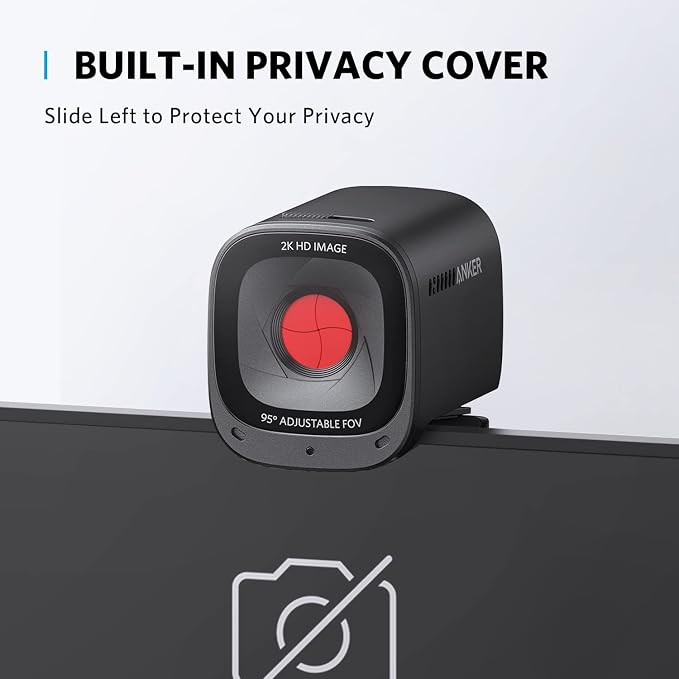 BUILT-IN PRIVACY COVER
Slide Left to Protect Your Privacy
2K HD IMAGE
ANKER
95° ADJUSTABLE FOV